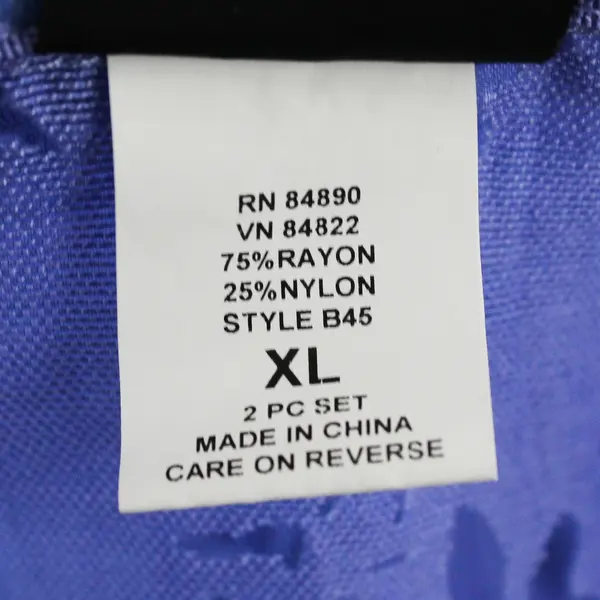 RN 84890
VN 84822
75%RAYON
25%NYLON
STYLE B45
XL
2 PC SET
MADE IN CHINA
CARE ON REVERSE